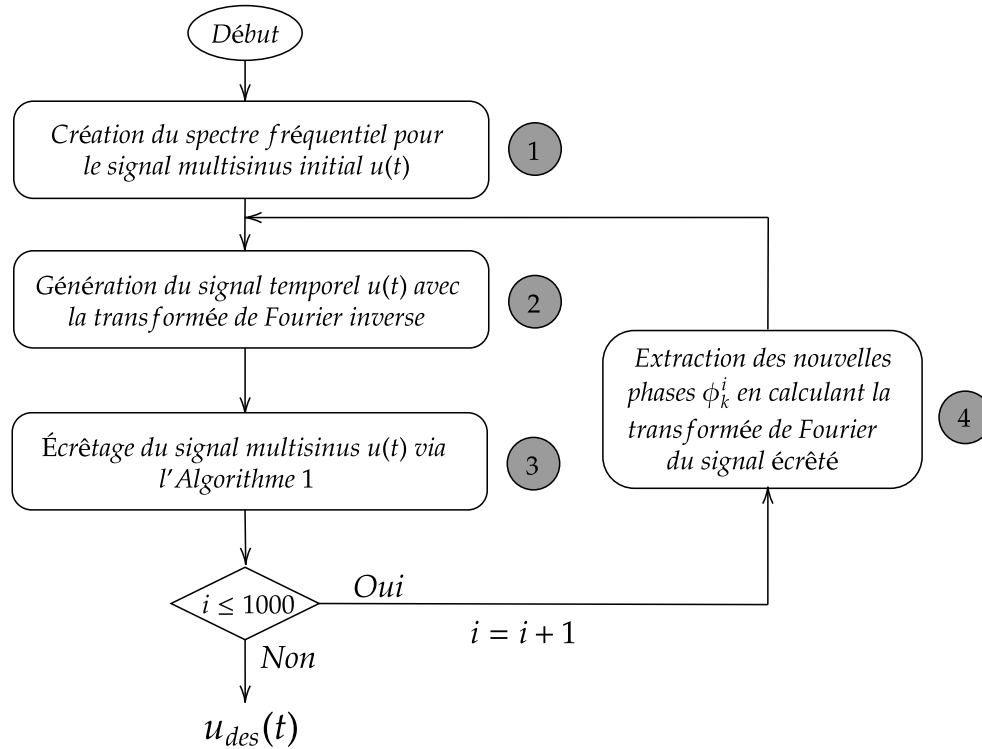 Début
Création du spectre fréquentiel pour
le signal multisinus initial u(t)
1
Génération du signal temporel u(t) avec
la transformée de Fourier inverse
2
Écrêtage du signal multisinus u(t) via
l'Algorithme 1
3
Extraction des nouvelles
phases ϕ_k^i en calculant la
transformée de Fourier
du signal écrêté
4
i ≤ 1000
Oui
i = i + 1
Non
u_des(t)